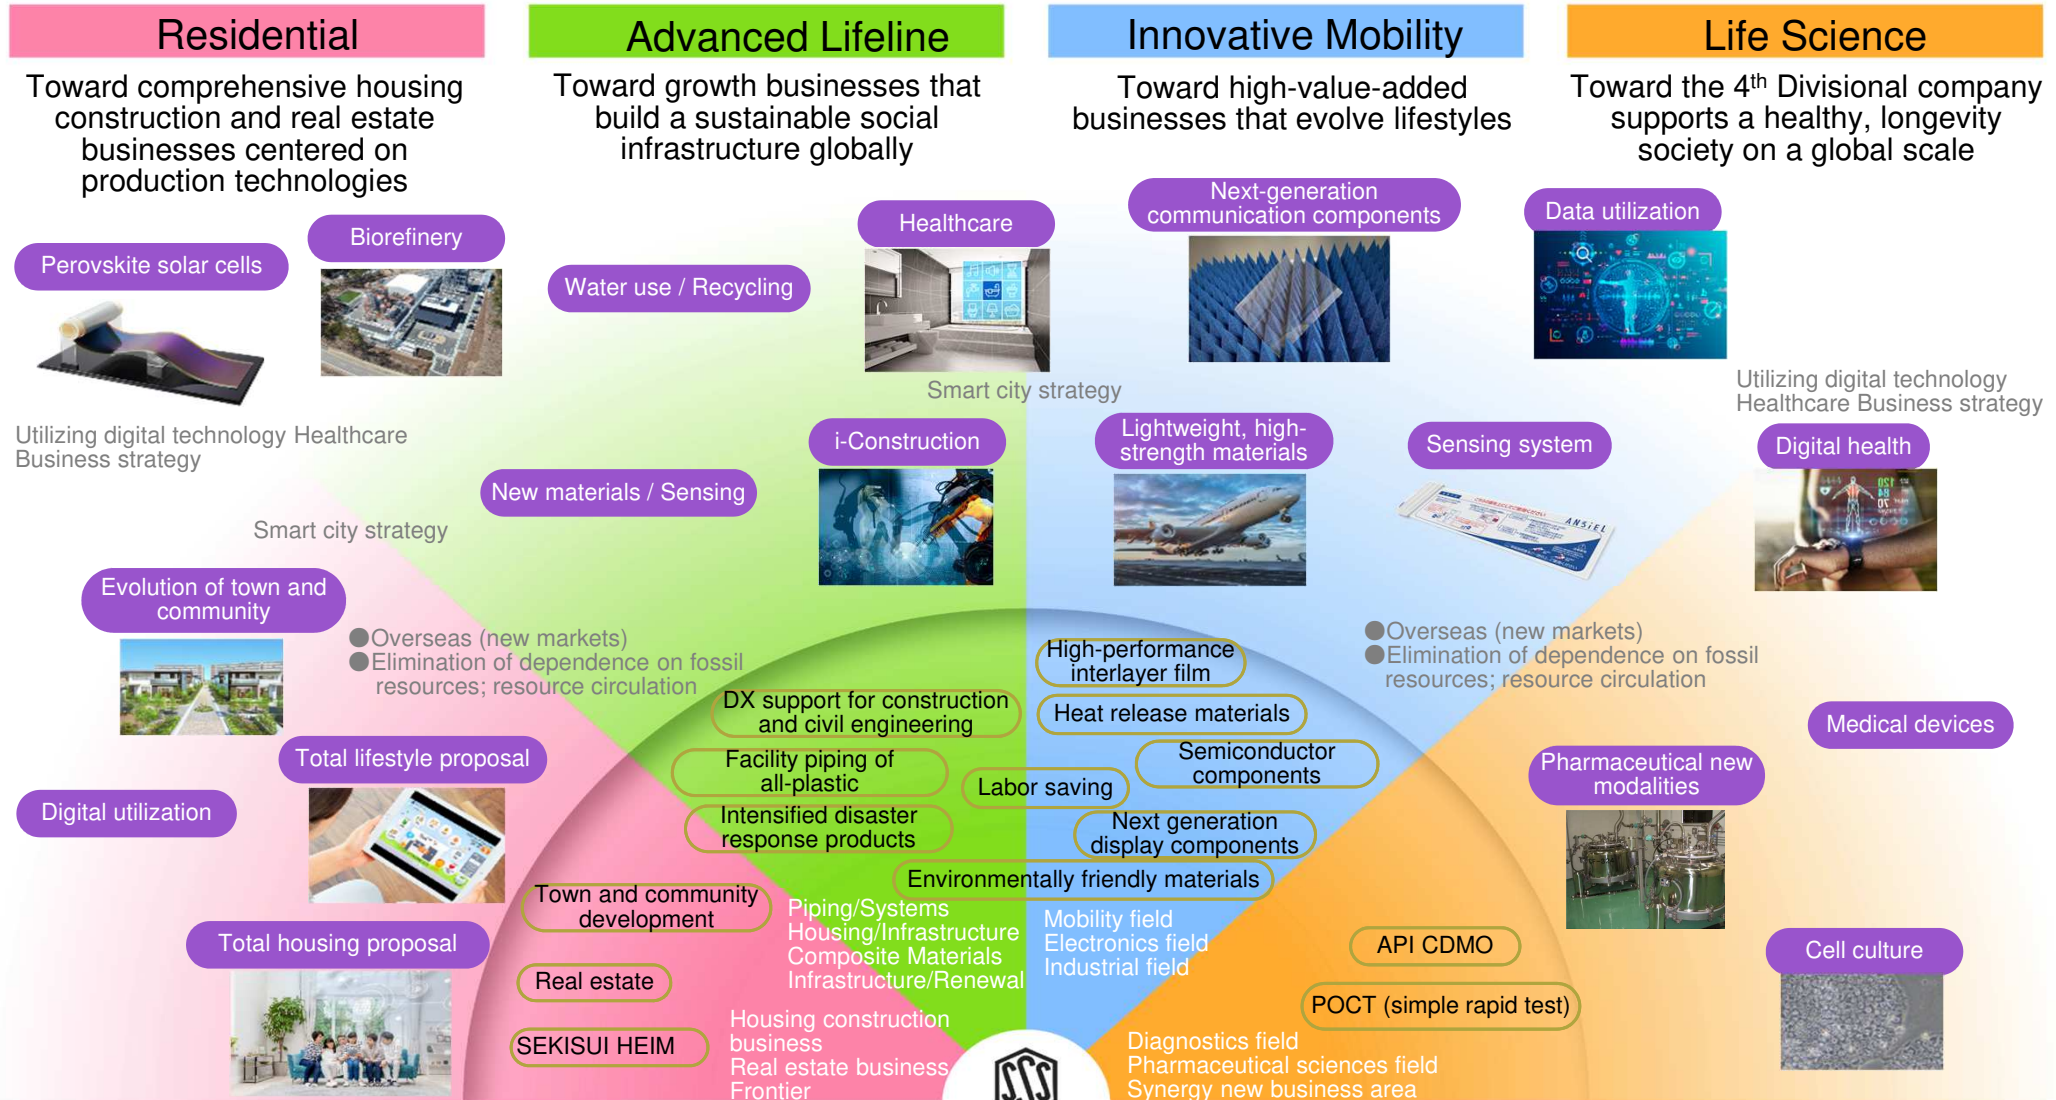 Residential
Advanced Lifeline
Innovative Mobility
Life Science
Toward comprehensive housing
construction and real estate
businesses centered on
production technologies
Toward growth businesses that
build a sustainable social
infrastructure globally
Toward high-value-added
businesses that evolve lifestyles
Toward the 4th Divisional company
supports a healthy, longevity
society on a global scale
Perovskite solar cells
Biorefinery
Water use / Recycling
Healthcare
Next-generation
communication components
Data utilization
Smart city strategy
Utilizing digital technology
Healthcare Business strategy
Utilizing digital technology Healthcare
Business strategy
New materials / Sensing
i-Construction
Lightweight, high-
strength materials
Sensing system
ANSiEL
Digital health
120
84
70
Smart city strategy
Evolution of town and
community
●Overseas (new markets)
●Elimination of dependence on fossil
resources; resource circulation
●Overseas (new markets)
●Elimination of dependence on fossil
resources; resource circulation
High-performance
interlayer film
DX support for construction
and civil engineering
Heat release materials
Medical devices
Total lifestyle proposal
Facility piping of
all-plastic
Labor saving
Semiconductor
components
Pharmaceutical new
modalities
Digital utilization
Intensified disaster
response products
Next generation
display components
Environmentally friendly materials
Town and community
development
Piping/Systems
Housing/Infrastructure
Composite Materials
Infrastructure/Renewal
Mobility field
Electronics field
Industrial field
Total housing proposal
API CDMO
Cell culture
Real estate
POCT (simple rapid test)
SEKISUI HEIM
Housing construction
business
Real estate business
Frontier
Diagnostics field
Pharmaceutical sciences field
Synergy new business area